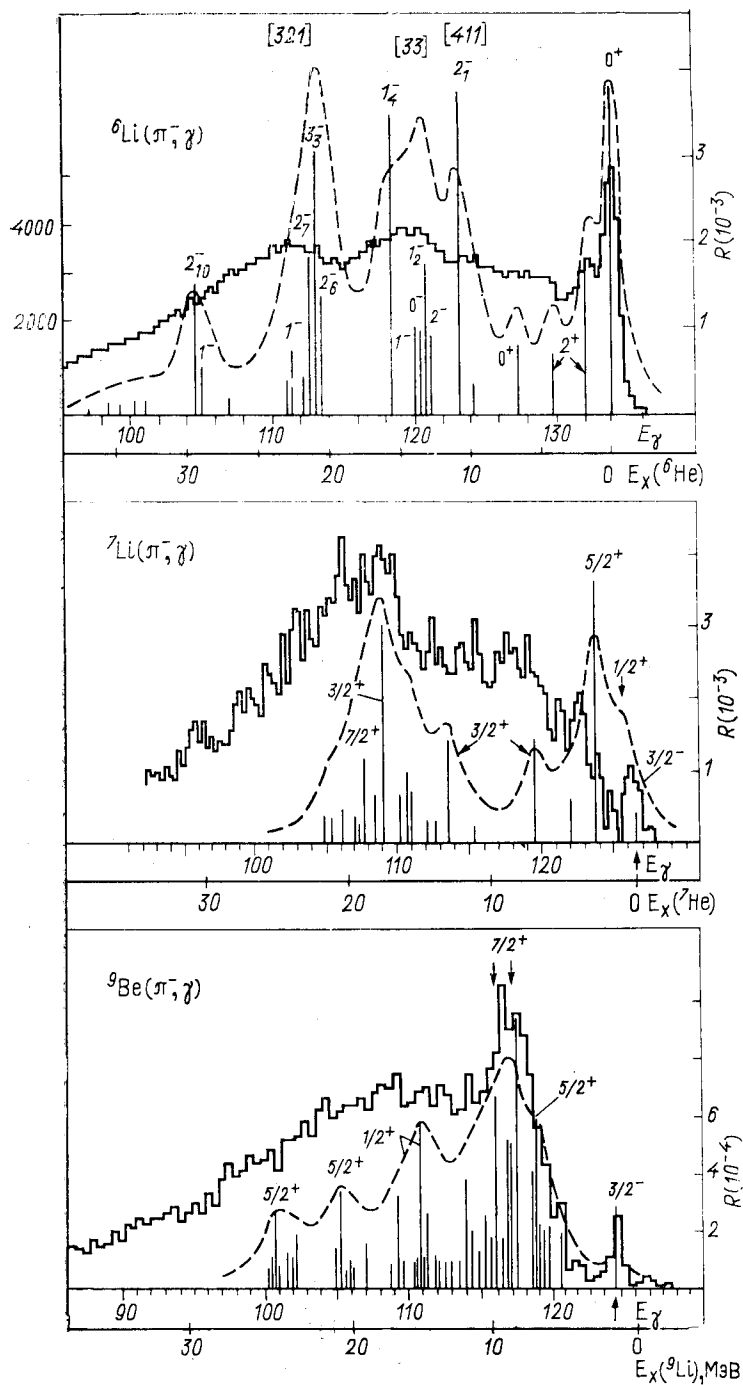 [321] [33] [411]
2₁⁻ 0⁺
1₄⁻
⁶Li(π⁻, γ)
3₃⁻
3
4000
2₇⁻
2
R(10⁻³)
2₁₀⁻ 2₆⁻ 1₂⁻
2000
0⁻
1⁻ 1⁻ 1⁻ 2⁻ 0⁺ 2⁺ 1
100 111 120 130 E_γ
30 20 10 0 E_x(⁶He)
⁷Li(π⁻, γ)
5/2⁺
3
1/2⁺
3/2⁺
R(10⁻³)
7/2⁺ 3/2⁺ 3/2⁻
1
100 110 120 E_γ
30 20 10 0 E_x(⁷He)
7/2⁺
⁹Be(π⁻, γ)
5/2⁺
6
1/2⁺
4
R(10⁻⁴)
5/2⁺ 5/2⁺ 3/2⁻
2
90 100 110 120 E_γ
30 20 10 0
E_x(⁹Li), МэВ